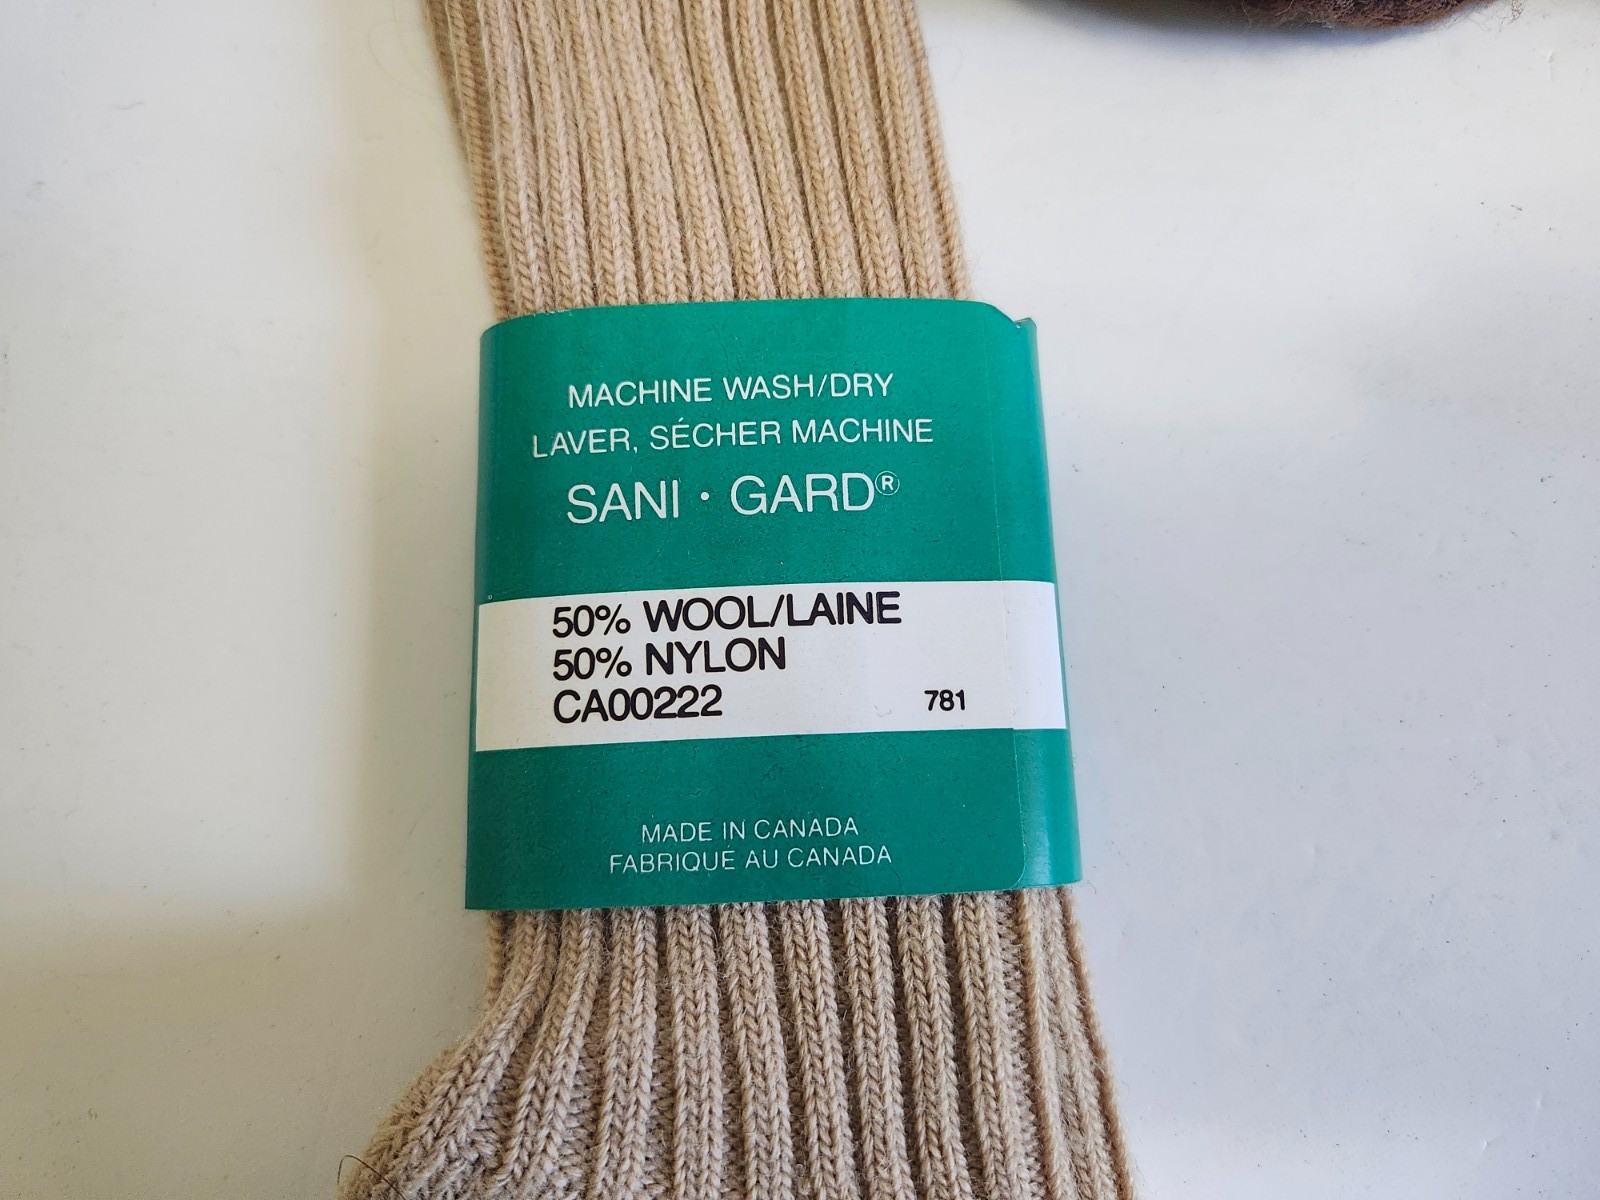 MACHINE WASH/DRY
LAVER, SÉCHER MACHINE
SANI · GARD®
50% WOOL/LAINE
50% NYLON
CA00222 781
MADE IN CANADA
FABRIQUÉ AU CANADA